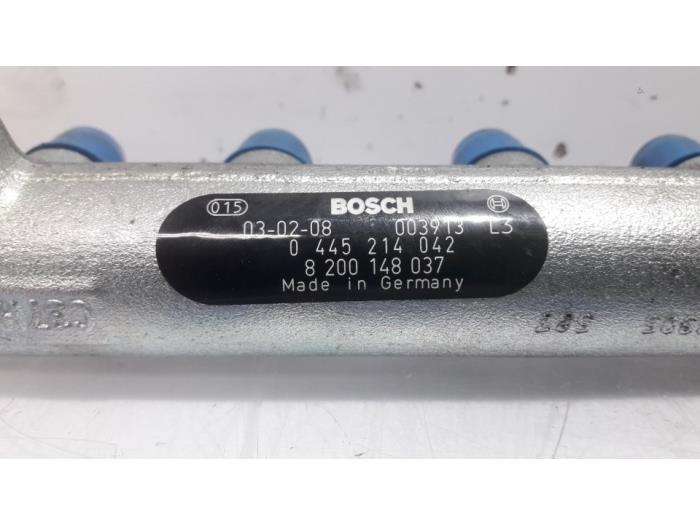 015 BOSCH
03-02-08 003913 L3
0 445 214 042
8 200 148 037
Made in Germany